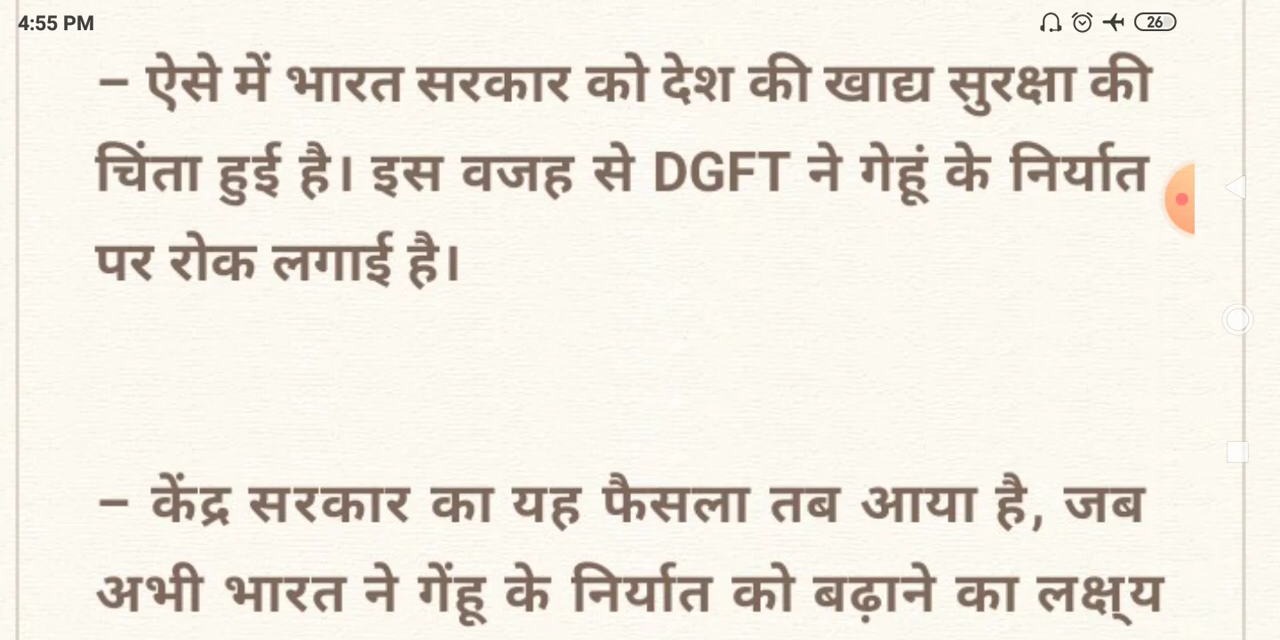 4:55 PM 26
– ऐसे में भारत सरकार को देश की खाद्य सुरक्षा की
चिंता हुई है। इस वजह से DGFT ने गेहूं के निर्यात
पर रोक लगाई है।
– केंद्र सरकार का यह फैसला तब आया है, जब
अभी भारत ने गेंहू के निर्यात को बढ़ाने का लक्ष्य